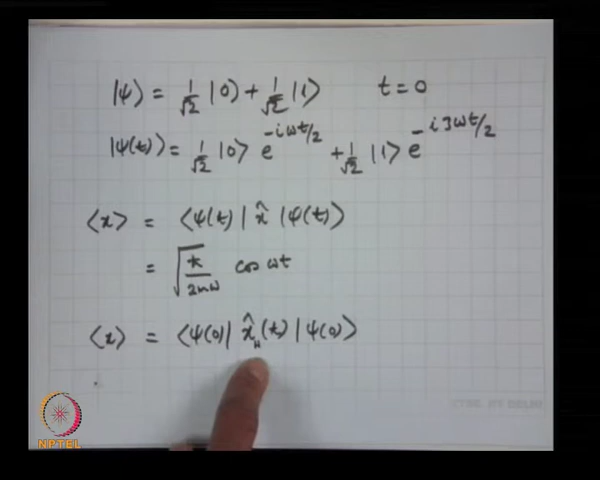 |ψ⟩ = 1/√2 |0⟩ + 1/√2 |1⟩ t = 0
|ψ(t)⟩ = 1/√2 |0⟩ e^{-iωt/2} + 1/√2 |1⟩ e^{-i3ωt/2}
⟨x⟩ = ⟨ψ(t)| x̂ |ψ(t)⟩
= √(ħ/2mω) cos ωt
⟨x⟩ = ⟨ψ(0)| x̂_H(t) |ψ(0)⟩
NPTEL